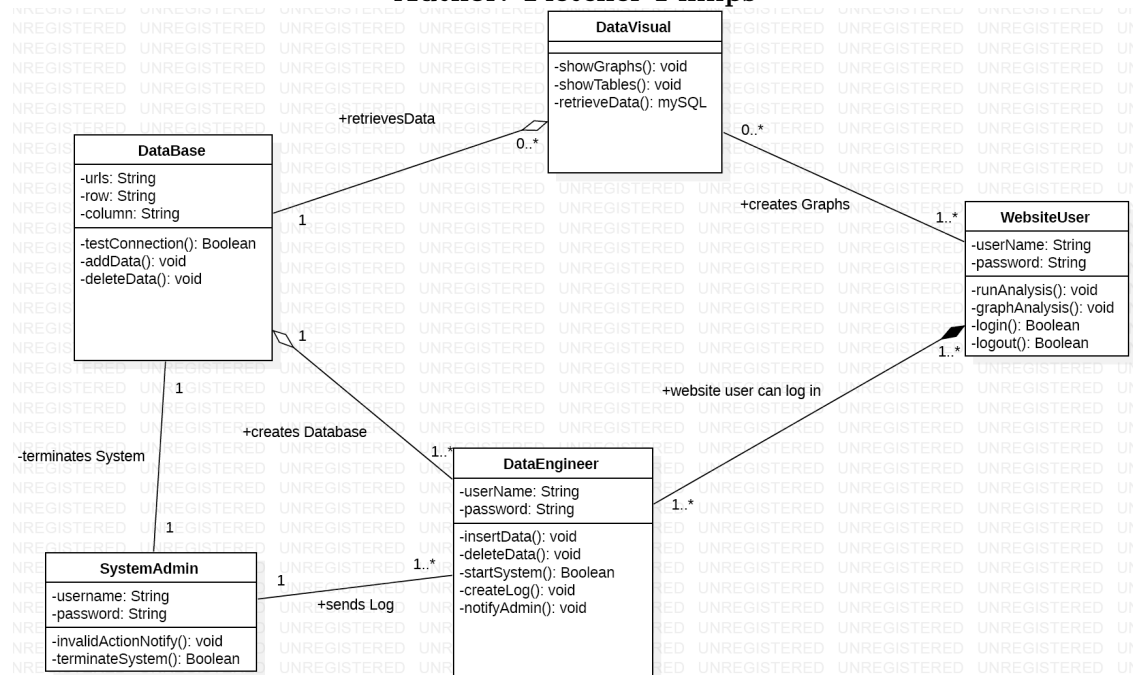 Author: Fletcher Phillips
DataVisual
-showGraphs(): void
-showTables(): void
-retrieveData(): mySQL
+retrievesData
0..*
1
0..*
+creates Graphs
1..*
DataBase
-urls: String
-row: String
-column: String
-testConnection(): Boolean
-addData(): void
-deleteData(): void
WebsiteUser
-userName: String
-password: String
-runAnalysis(): void
-graphAnalysis(): void
-login(): Boolean
-logout(): Boolean
1
1..*
+website user can log in
1..*
1
+creates Database
1..*
-terminates System
1
DataEngineer
-userName: String
-password: String
-insertData(): void
-deleteData(): void
-startSystem(): Boolean
-createLog(): void
-notifyAdmin(): void
SystemAdmin
-username: String
-password: String
-invalidActionNotify(): void
-terminateSystem(): Boolean
1
1..*
+sends Log
UNREGISTERED